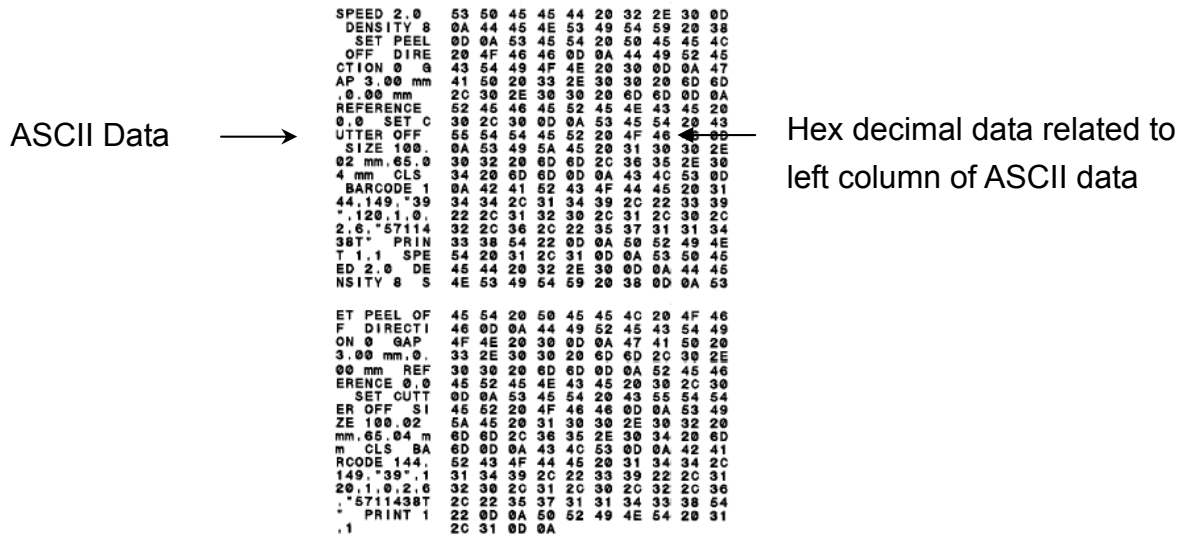 SPEED 2.0 53 50 45 45 44 20 32 2E 30 0D
DENSITY 8 0A 44 45 4E 53 49 54 59 20 38
SET PEEL 0D 0A 53 45 54 20 50 45 45 4C
OFF DIRE 20 4F 46 46 0D 0A 44 49 52 45
CTION 0 G 43 54 49 4F 4E 20 30 0D 0A 47
AP 3.00 mm 41 50 20 33 2E 30 30 20 6D 6D
,0.00 mm 2C 30 2E 30 30 20 6D 6D 0D 0A
REFERENCE 52 45 46 45 52 45 4E 43 45 20
0,0 SET C 30 2C 30 0D 0A 53 45 54 20 43
ASCII Data UTTER OFF 55 54 54 45 52 20 4F 46 0D Hex decimal data related to
SIZE 100. 0A 53 49 5A 45 20 31 30 30 2E
02 mm,65.0 30 32 20 6D 6D 2C 36 35 2E 30
left column of ASCII data
4 mm CLS 34 20 6D 6D 0D 0A 43 4C 53 0D
BARCODE 1 0A 42 41 52 43 4F 44 45 20 31
44,149,"39 34 34 2C 31 34 39 2C 22 33 39
",120,1,0, 22 2C 31 32 30 2C 31 2C 30 2C
2,6,"57114 32 2C 36 2C 22 35 37 31 31 34
38T" PRIN 33 38 54 22 0D 0A 50 52 49 4E
T 1,1 SPE 54 20 31 2C 31 0D 0A 53 50 45
ED 2.0 DE 45 44 20 32 2E 30 0D 0A 44 45
NSITY 8 S 4E 53 49 54 59 20 38 0D 0A 53
ET PEEL OF 45 54 20 50 45 45 4C 20 4F 46
F DIRECTI 46 0D 0A 44 49 52 45 43 54 49
ON 0 GAP 4F 4E 20 30 0D 0A 47 41 50 20
3.00 mm,0. 33 2E 30 30 20 6D 6D 2C 30 2E
00 mm REF 30 30 20 6D 6D 0D 0A 52 45 46
ERENCE 0,0 45 52 45 4E 43 45 20 30 2C 30
SET CUTT 0D 0A 53 45 54 20 43 55 54 54
ER OFF SI 45 52 20 4F 46 46 0D 0A 53 49
ZE 100.02 5A 45 20 31 30 30 2E 30 32 20
mm,65.04 m 6D 6D 2C 36 35 2E 30 34 20 6D
m CLS BA 6D 0D 0A 43 4C 53 0D 0A 42 41
RCODE 144, 52 43 4F 44 45 20 31 34 34 2C
149,"39",1 31 34 39 2C 22 33 39 22 2C 31
20,1,0,2,6 32 30 2C 31 2C 30 2C 32 2C 36
,"5711438T 2C 22 35 37 31 31 34 33 38 54
" PRINT 1 22 0D 0A 50 52 49 4E 54 20 31
,1 2C 31 0D 0A